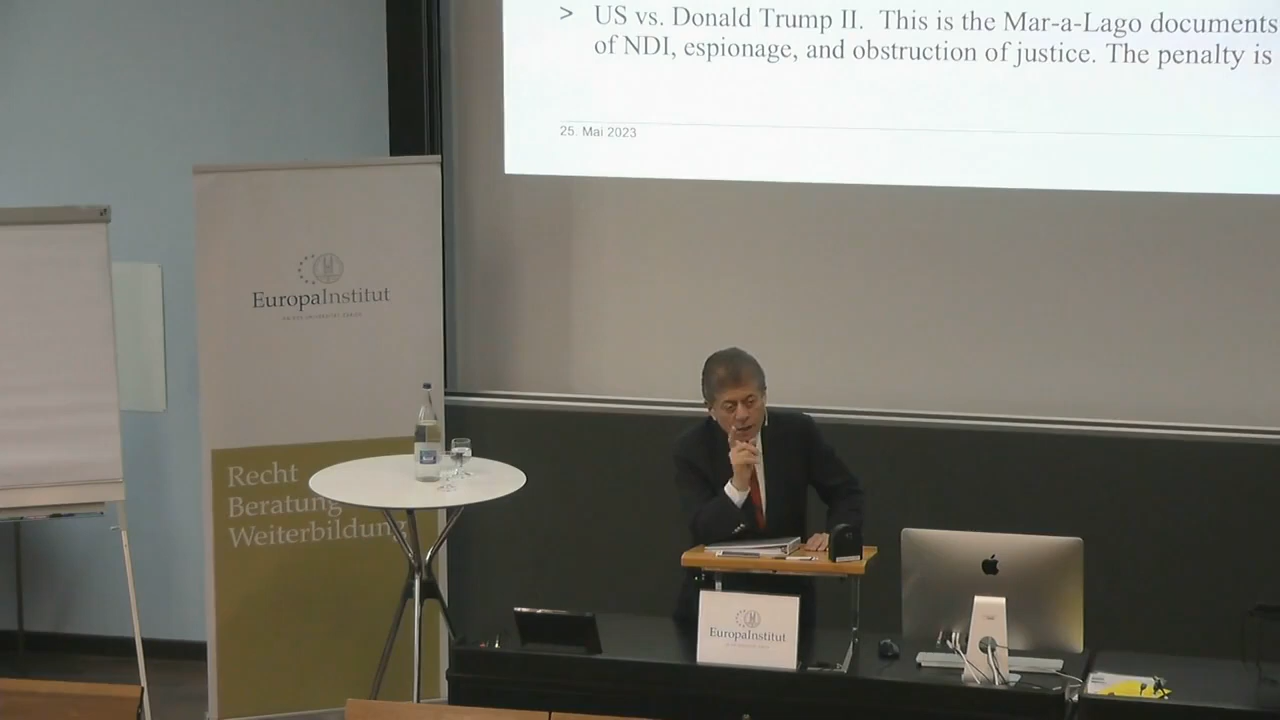 > US vs. Donald Trump II. This is the Mar-a-Lago documents
of NDI, espionage, and obstruction of justice. The penalty is
25. Mai 2023
EuropaInstitut
Recht
Beratung
Weiterbildung
EuropaInstitut